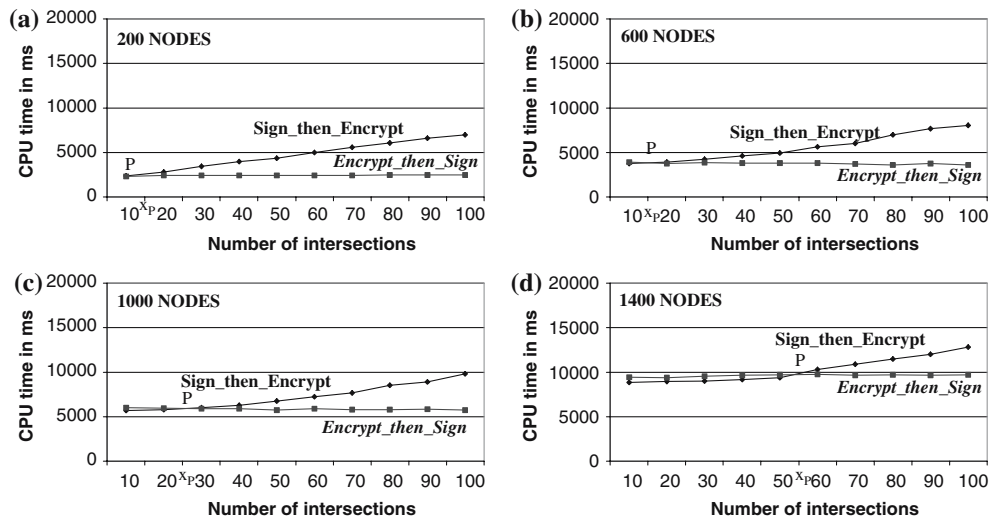 (a)
200 NODES
CPU time in ms
20000
15000
10000
5000
0
P
Sign_then_Encrypt
Encrypt_then_Sign
10 xP 20 30 40 50 60 70 80 90 100
Number of intersections
(b)
600 NODES
CPU time in ms
20000
15000
10000
5000
0
P
Sign_then_Encrypt
Encrypt_then_Sign
10 xP 20 30 40 50 60 70 80 90 100
Number of intersections
(c)
1000 NODES
CPU time in ms
20000
15000
10000
5000
0
P
Sign_then_Encrypt
Encrypt_then_Sign
10 20 xP 30 40 50 60 70 80 90 100
Number of intersections
(d)
1400 NODES
CPU time in ms
20000
15000
10000
5000
0
Sign_then_Encrypt
P
Encrypt_then_Sign
10 20 30 40 50 xP 60 70 80 90 100
Number of intersections